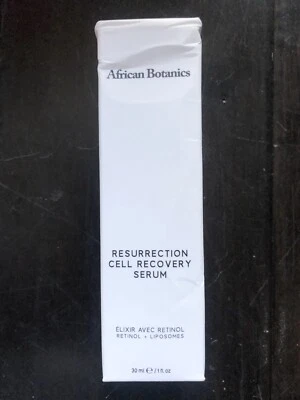 African Botanics
RESURRECTION
CELL RECOVERY
SERUM
ÉLIXIR AVEC RETINOL
RETINOL + LIPOSOMES
30 ml ℮ / 1 fl. oz